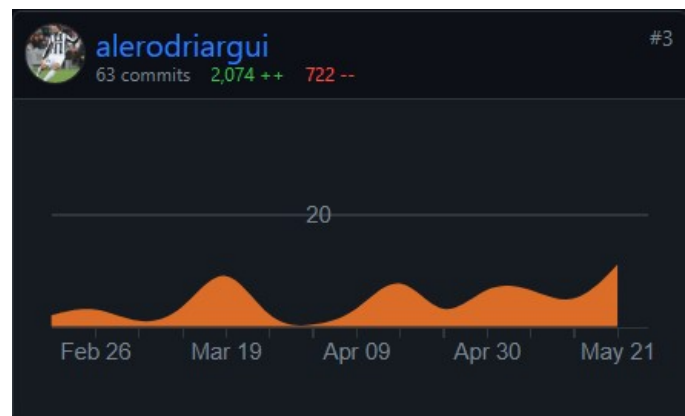 alerodriargui
#3
63 commits 2,074 ++ 722 --
20
Feb 26 Mar 19 Apr 09 Apr 30 May 21